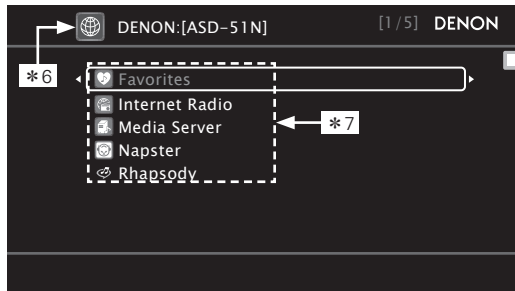 DENON:[ASD-51N] [1/5] DENON
*6
Favorites
Internet Radio
Media Server
*7
Napster
Rhapsody